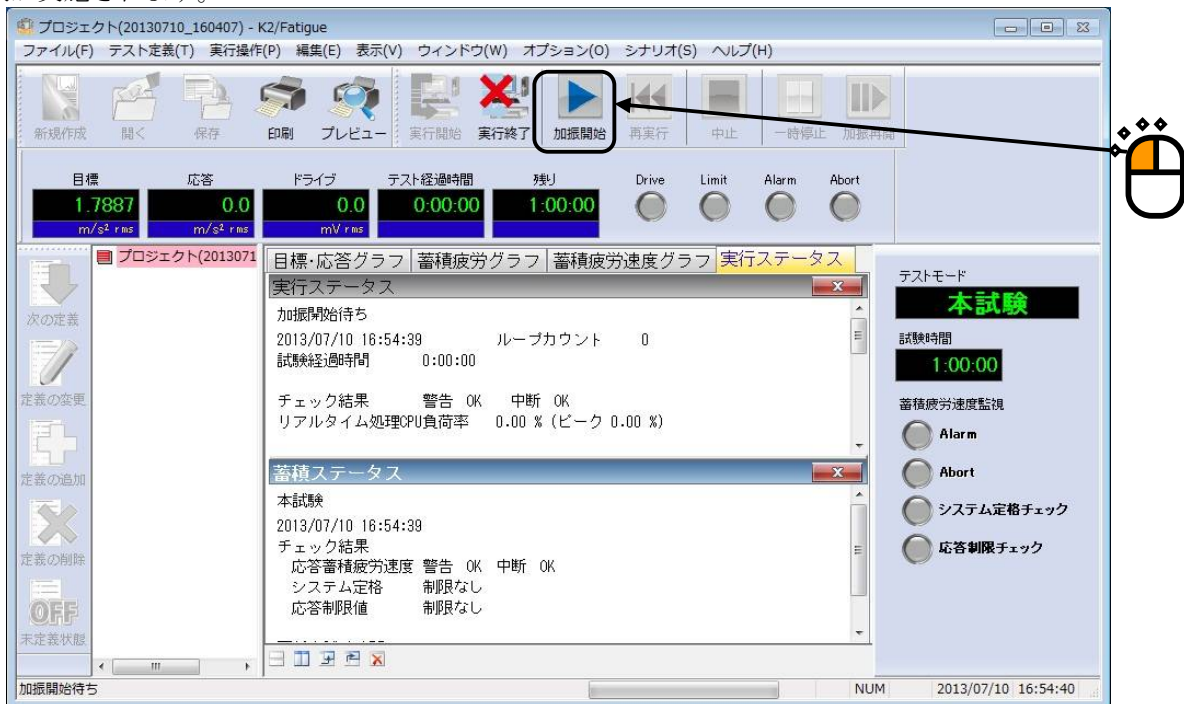 プロジェクト(20130710_160407) - K2/Fatigue
ファイル(F) テスト定義(T) 実行操作(P) 編集(E) 表示(V) ウィンドウ(W) オプション(O) シナリオ(S) ヘルプ(H)
新規作成 開く 保存 印刷 プレビュー 実行開始 実行終了 加振開始 再実行 中止 一時停止 加振再開
目標 応答 ドライブ テスト経過時間 残り Drive Limit Alarm Abort
1.7887 0.0 0.0 0:00:00 1:00:00
m/s² rms m/s² rms mV rms
次の定義
定義の変更
定義の追加
定義の削除
OFF
未定義状態
プロジェクト(2013071
目標・応答グラフ 蓄積疲労グラフ 蓄積疲労速度グラフ 実行ステータス
実行ステータス
加振開始待ち
2013/07/10 16:54:39 ループカウント 0
試験経過時間 0:00:00
チェック結果 警告 OK 中断 OK
リアルタイム処理CPU負荷率 0.00 % (ピーク 0.00 %)
蓄積ステータス
本試験
2013/07/10 16:54:39
チェック結果
応答蓄積疲労速度 警告 OK 中断 OK
システム定格 制限なし
応答制限値 制限なし
テストモード
本試験
試験時間
1:00:00
蓄積疲労速度監視
Alarm
Abort
システム定格チェック
応答制限チェック
加振開始待ち NUM 2013/07/10 16:54:40